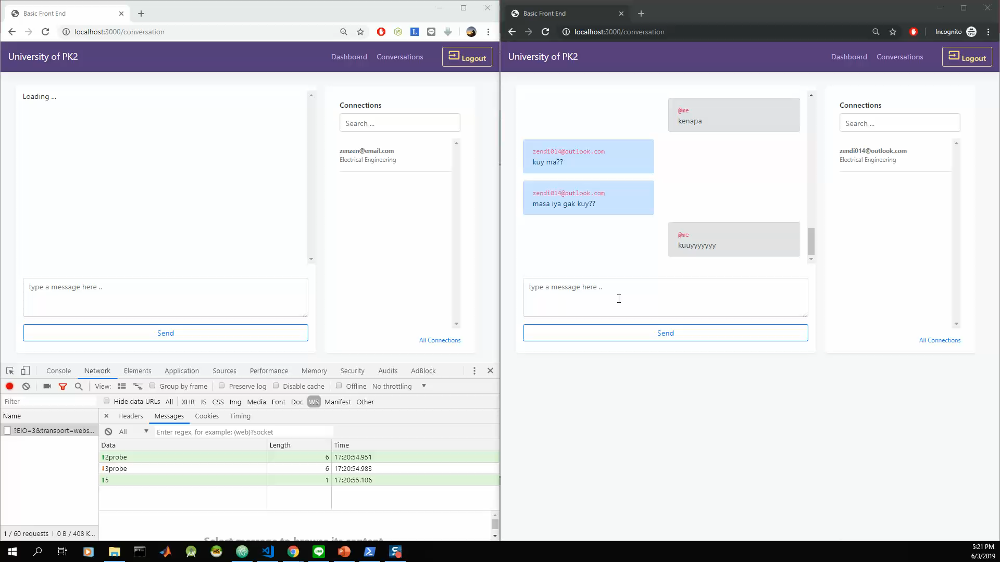 Basic Front End
localhost:3000/conversation
University of PK2
Dashboard
Conversations
Logout
Loading ...
type a message here ..
Send
Connections
Search ...
zenzen@email.com
Electrical Engineering
All Connections
Console
Network
Elements
Application
Sources
Performance
Memory
Security
Audits
AdBlock
View:
Group by frame
Preserve log
Disable cache
Offline
No throttling
Filter
Hide data URLs
All
XHR
JS
CSS
Img
Media
Font
Doc
WS
Manifest
Other
Name
Headers
Messages
Cookies
Timing
?EIO=3&transport=webs...
All
Enter regex, for example: (web)?socket
Data
Length
Time
2probe
6
17:20:54.951
3probe
6
17:20:54.983
5
1
17:20:55.106
1 / 60 requests
0 B / 408 K...
Select message to browse its content
Basic Front End
localhost:3000/conversation
Incognito
University of PK2
Dashboard
Conversations
Logout
@me
kenapa
zendi014@outlook.com
kuy ma??
zendi014@outlook.com
masa iya gak kuy??
@me
kuuyyyyyyy
type a message here ..
Send
Connections
Search ...
zendi014@outlook.com
Electrical Engineering
All Connections
5:21 PM
6/3/2019